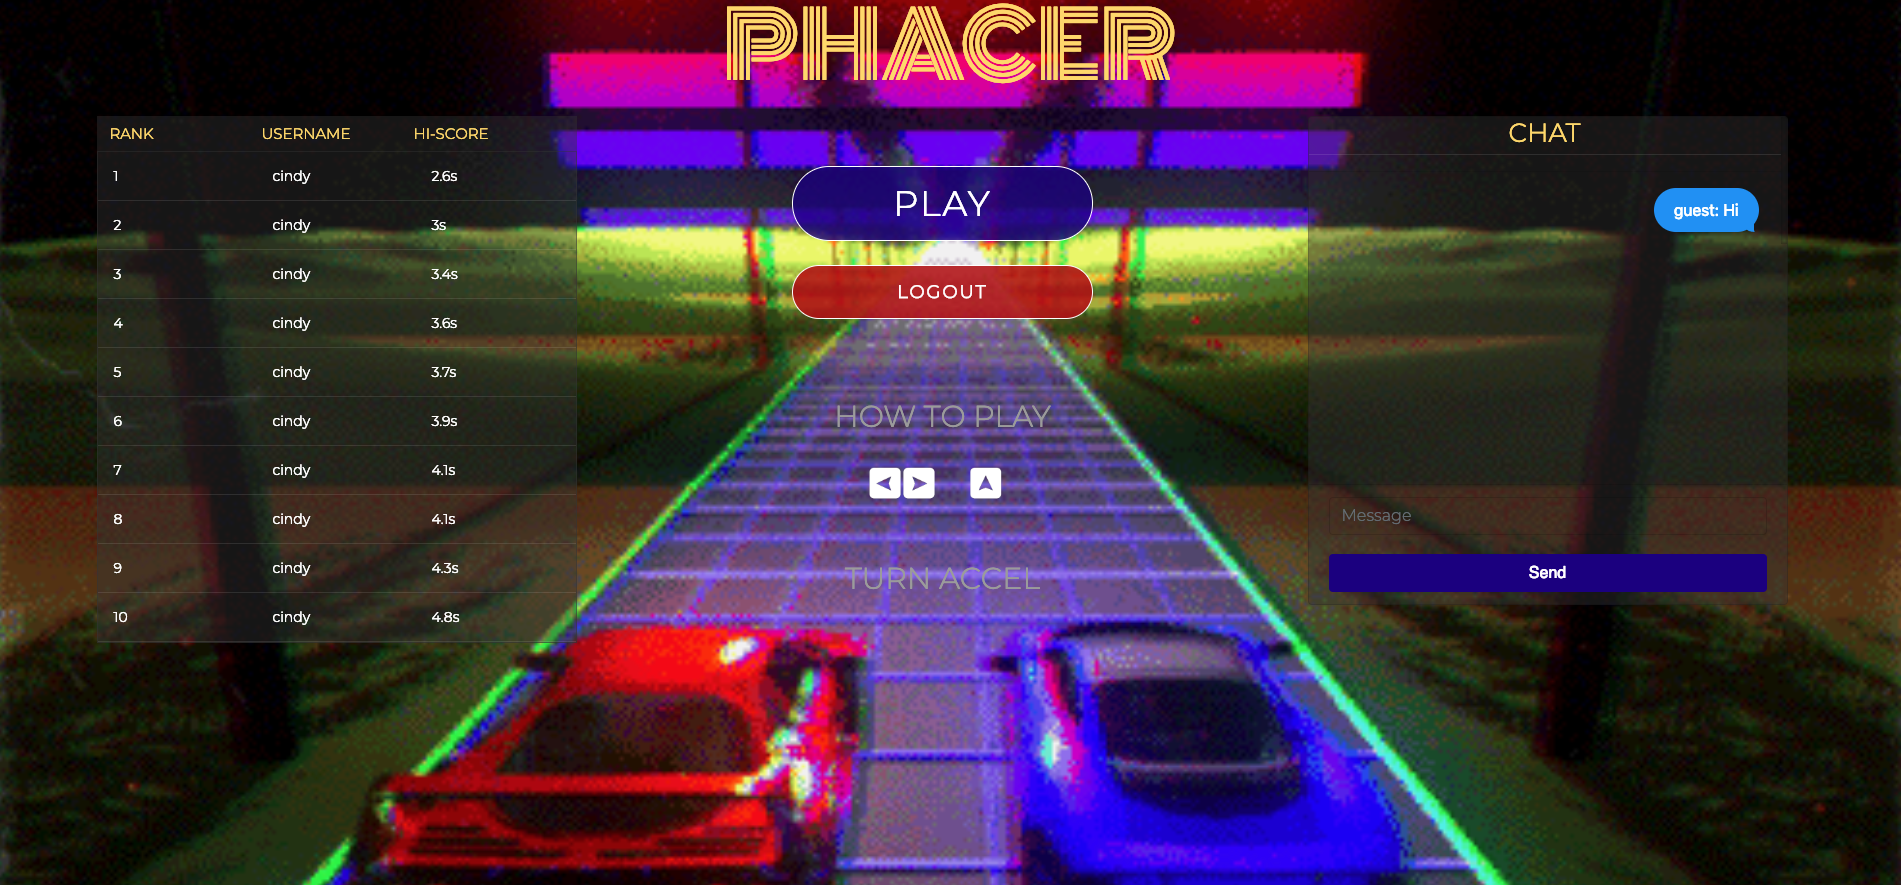 PHACER
RANK USERNAME HI-SCORE
1 cindy 2.6s
2 cindy 3s
3 cindy 3.4s
4 cindy 3.6s
5 cindy 3.7s
6 cindy 3.9s
7 cindy 4.1s
8 cindy 4.1s
9 cindy 4.3s
10 cindy 4.8s
PLAY
LOGOUT
HOW TO PLAY
TURN ACCEL
CHAT
guest: Hi
Message
Send